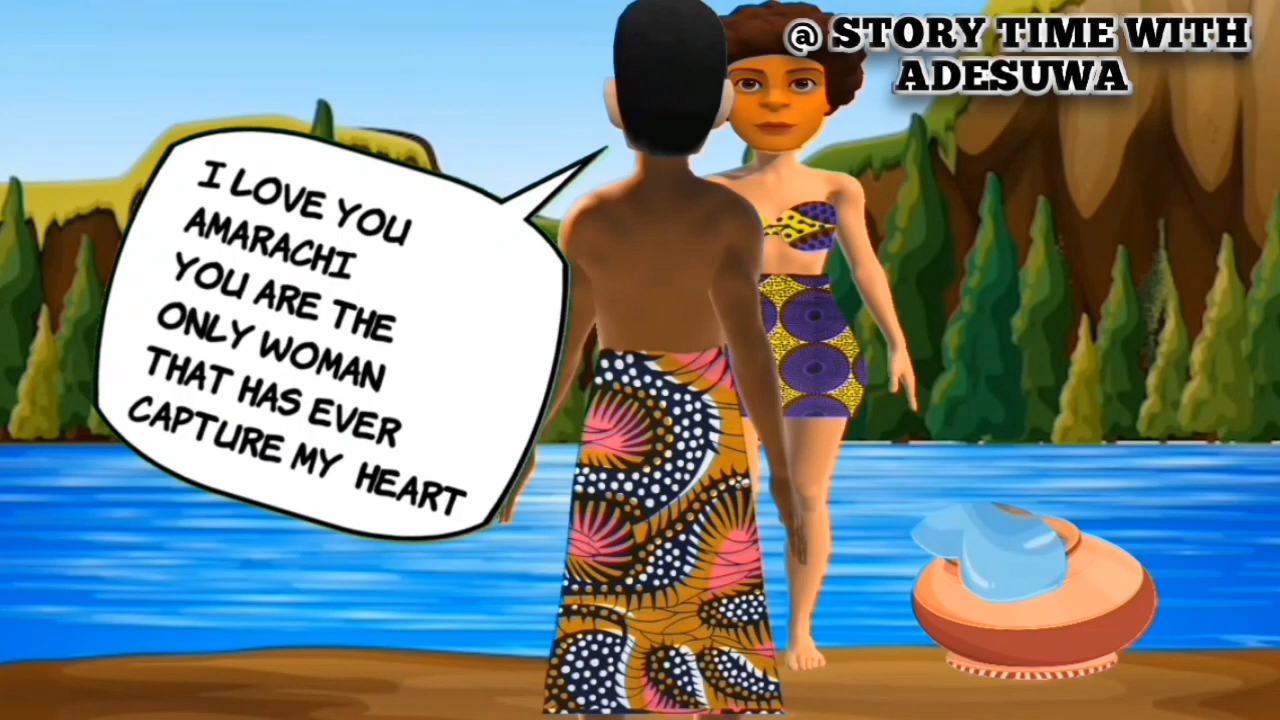 @ STORY TIME WITH
ADESUWA
I LOVE YOU
AMARACHI
YOU ARE THE
ONLY WOMAN
THAT HAS EVER
CAPTURE MY HEART